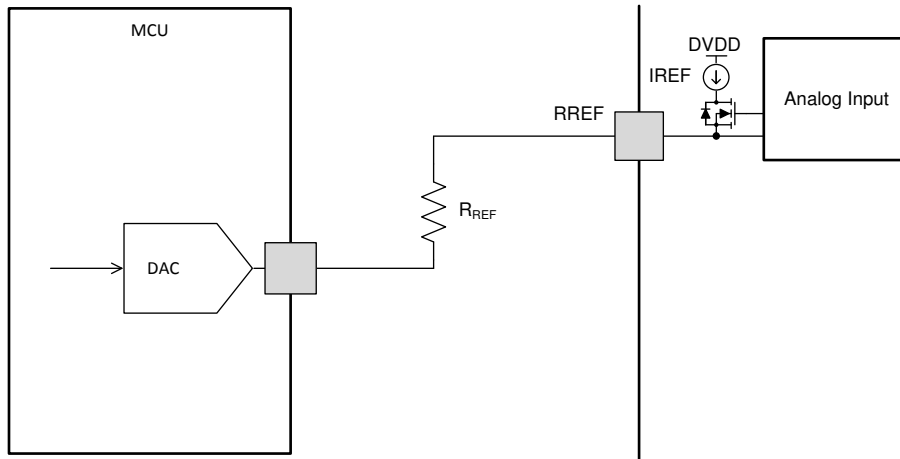 MCU
DVDD
IREF
Analog Input
RREF
RREF
DAC